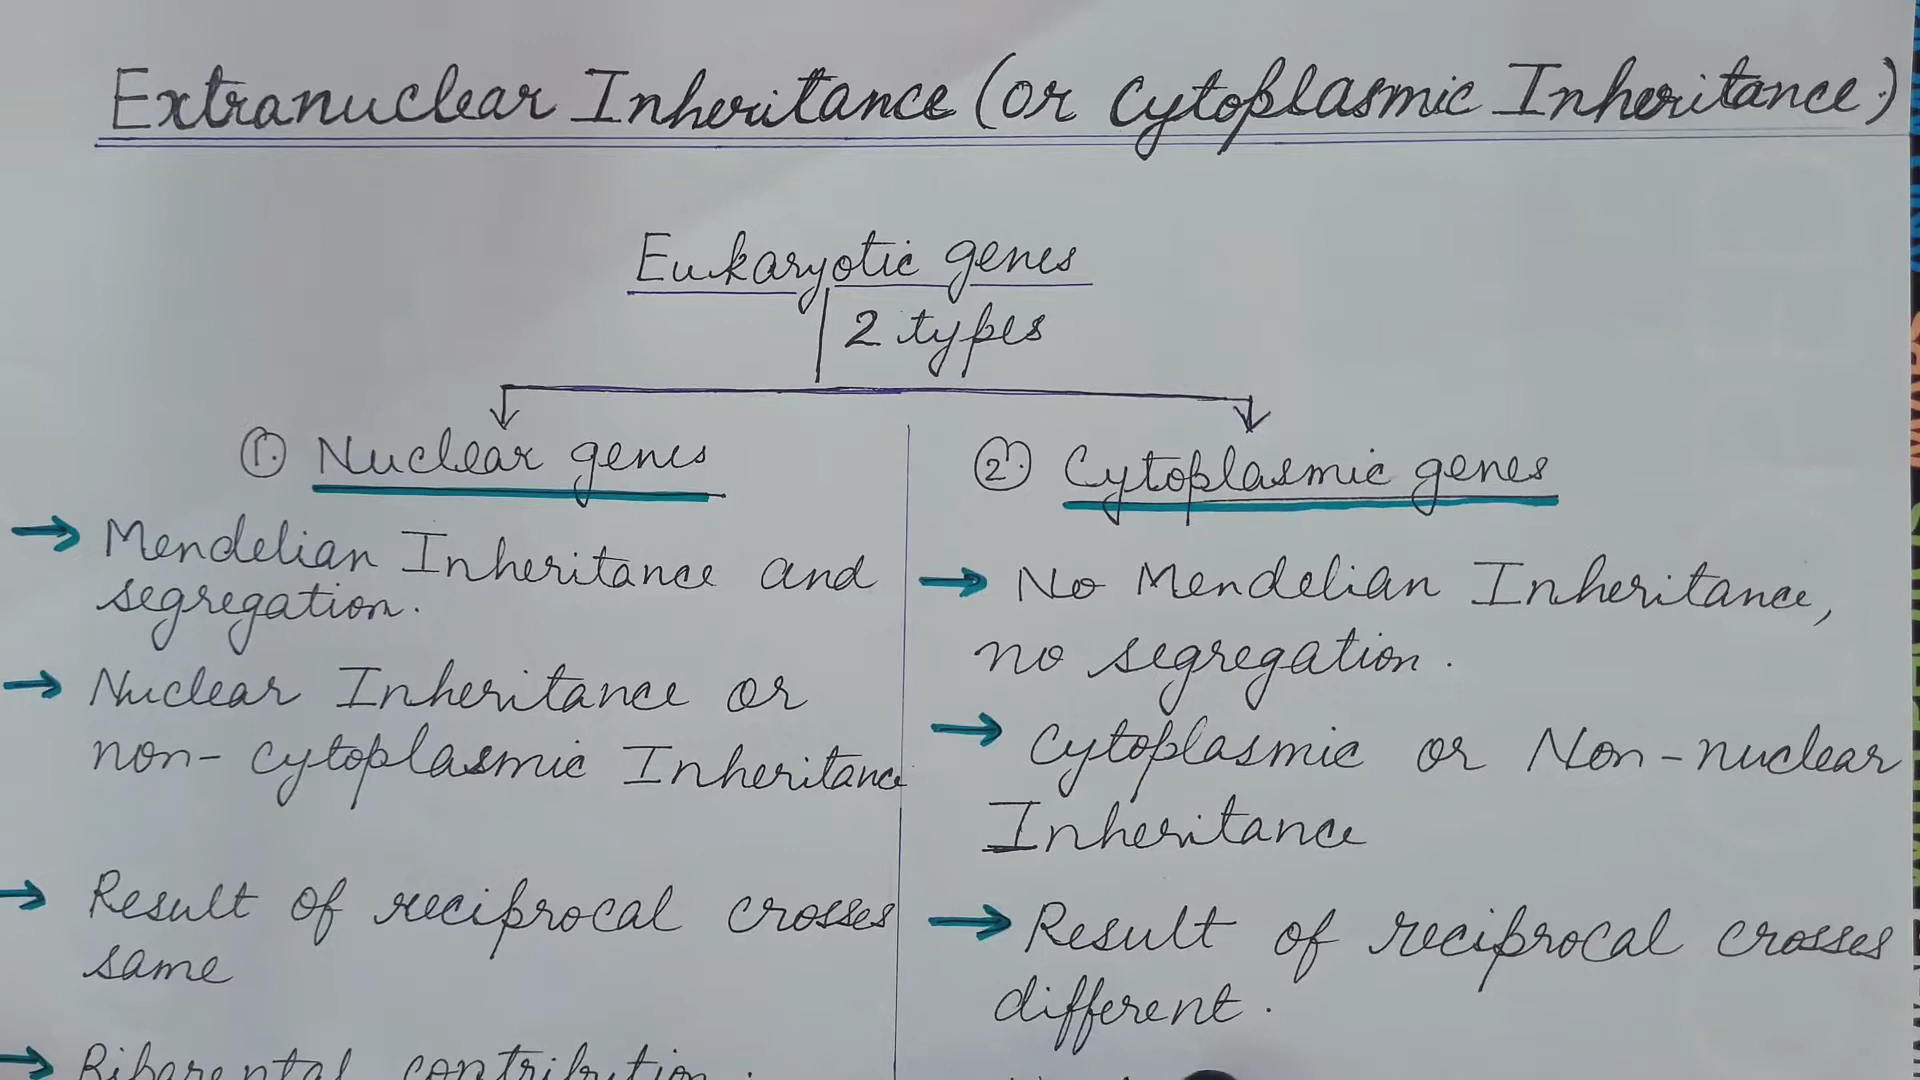 Extranuclear Inheritance (or Cytoplasmic Inheritance.)
Eukaryotic genes
2 types
1. Nuclear genes
→ Mendelian Inheritance and
segregation.
→ Nuclear Inheritance or
non-cytoplasmic Inheritance
→ Result of reciprocal crosses
same
→ Biparental contribution.
2. Cytoplasmic genes
→ No Mendelian Inheritance,
no segregation.
→ Cytoplasmic or Non-nuclear
Inheritance
→ Result of reciprocal crosses
different.